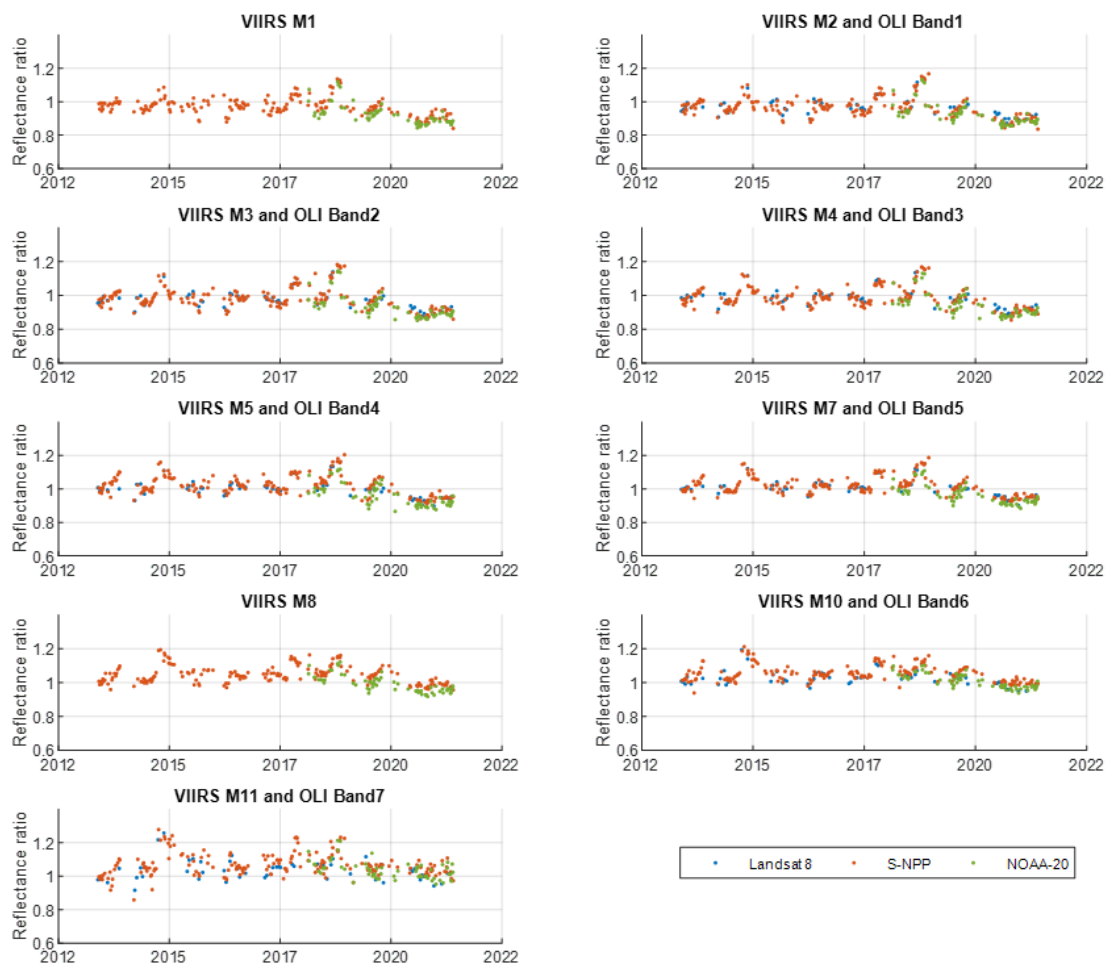 VIIRS M1
Reflectance ratio
1.2
1
0.8
0.6
2012 2015 2017 2020 2022
VIIRS M2 and OLI Band1
Reflectance ratio
1.2
1
0.8
0.6
2012 2015 2017 2020 2022
VIIRS M3 and OLI Band2
Reflectance ratio
1.2
1
0.8
0.6
2012 2015 2017 2020 2022
VIIRS M4 and OLI Band3
Reflectance ratio
1.2
1
0.8
0.6
2012 2015 2017 2020 2022
VIIRS M5 and OLI Band4
Reflectance ratio
1.2
1
0.8
0.6
2012 2015 2017 2020 2022
VIIRS M7 and OLI Band5
Reflectance ratio
1.2
1
0.8
0.6
2012 2015 2017 2020 2022
VIIRS M8
Reflectance ratio
1.2
1
0.8
0.6
2012 2015 2017 2020 2022
VIIRS M10 and OLI Band6
Reflectance ratio
1.2
1
0.8
0.6
2012 2015 2017 2020 2022
VIIRS M11 and OLI Band7
Reflectance ratio
1.2
1
0.8
0.6
2012 2015 2017 2020 2022
Landsat 8 S-NPP NOAA-20